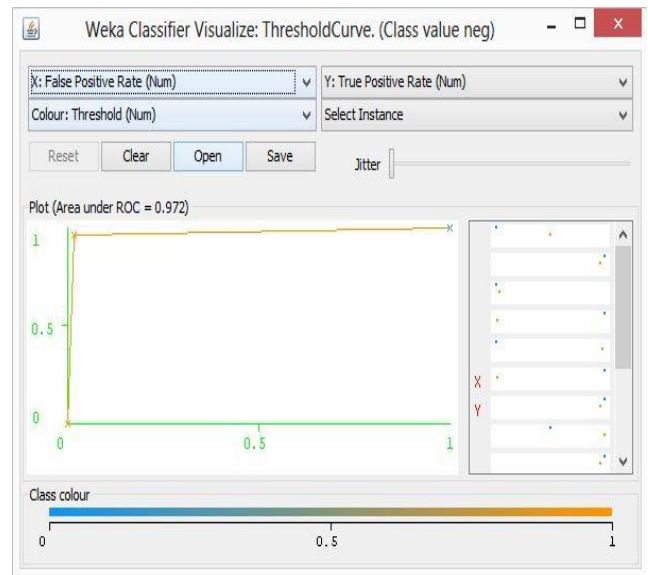 Weka Classifier Visualize: ThresholdCurve. (Class value neg)
X: False Positive Rate (Num)
Y: True Positive Rate (Num)
Colour: Threshold (Num)
Select Instance
Reset
Clear
Open
Save
Jitter
Plot (Area under ROC = 0.972)
1
0.5
0
0
0.5
1
X
Y
Class colour
0
0.5
1